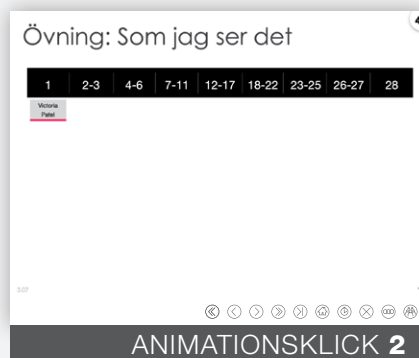 Övning: Som jag ser det
1 2-3 4-6 7-11 12-17 18-22 23-25 26-27 28
Victoria
Patel
ANIMATIONSKLICK 2